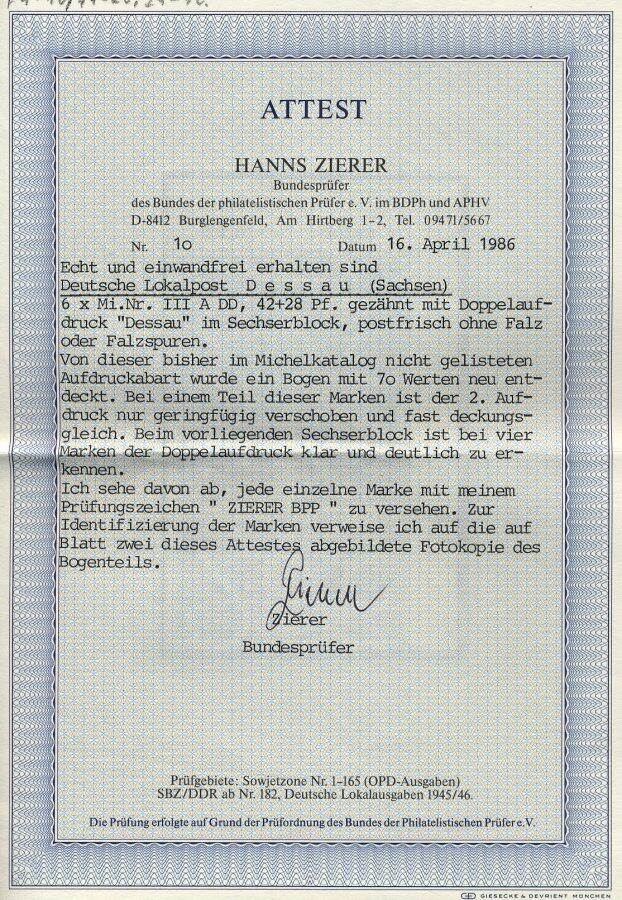 ATTEST
HANNS ZIERER
Bundesprüfer
des Bundes der philatelistischen Prüfer e. V. im BDPh und APHV
D-8412 Burglengenfeld, Am Hirtberg 1-2, Tel. 09471/5667
Nr. 1o Datum 16. April 1986
Echt und einwandfrei erhalten sind
Deutsche Lokalpost D e s s a u (Sachsen)
6 x Mi.Nr. III A DD, 42+28 Pf. gezähnt mit Doppelauf-
druck "Dessau" im Sechserblock, postfrisch ohne Falz
oder Falzspuren.
Von dieser bisher im Michelkatalog nicht gelisteten
Aufdruckabart wurde ein Bogen mit 7o Werten neu ent-
deckt. Bei einem Teil dieser Marken ist der 2. Auf-
druck nur geringfügig verschoben und fast deckungs-
gleich. Beim vorliegenden Sechserblock ist bei vier
Marken der Doppelaufdruck klar und deutlich zu er-
kennen.
Ich sehe davon ab, jede einzelne Marke mit meinem
Prüfungszeichen " ZIERER BPP " zu versehen. Zur
Identifizierung der Marken verweise ich auf die auf
Blatt zwei dieses Attestes abgebildete Fotokopie des
Bogenteils.
Zierer
Zierer
Bundesprüfer
Prüfgebiete: Sowjetzone Nr. 1-165 (OPD-Ausgaben)
SBZ/DDR ab Nr. 182, Deutsche Lokalausgaben 1945/46.
Die Prüfung erfolgte auf Grund der Prüfordnung des Bundes der Philatelistischen Prüfer e.V.
GIESECKE & DEVRIENT MÜNCHEN